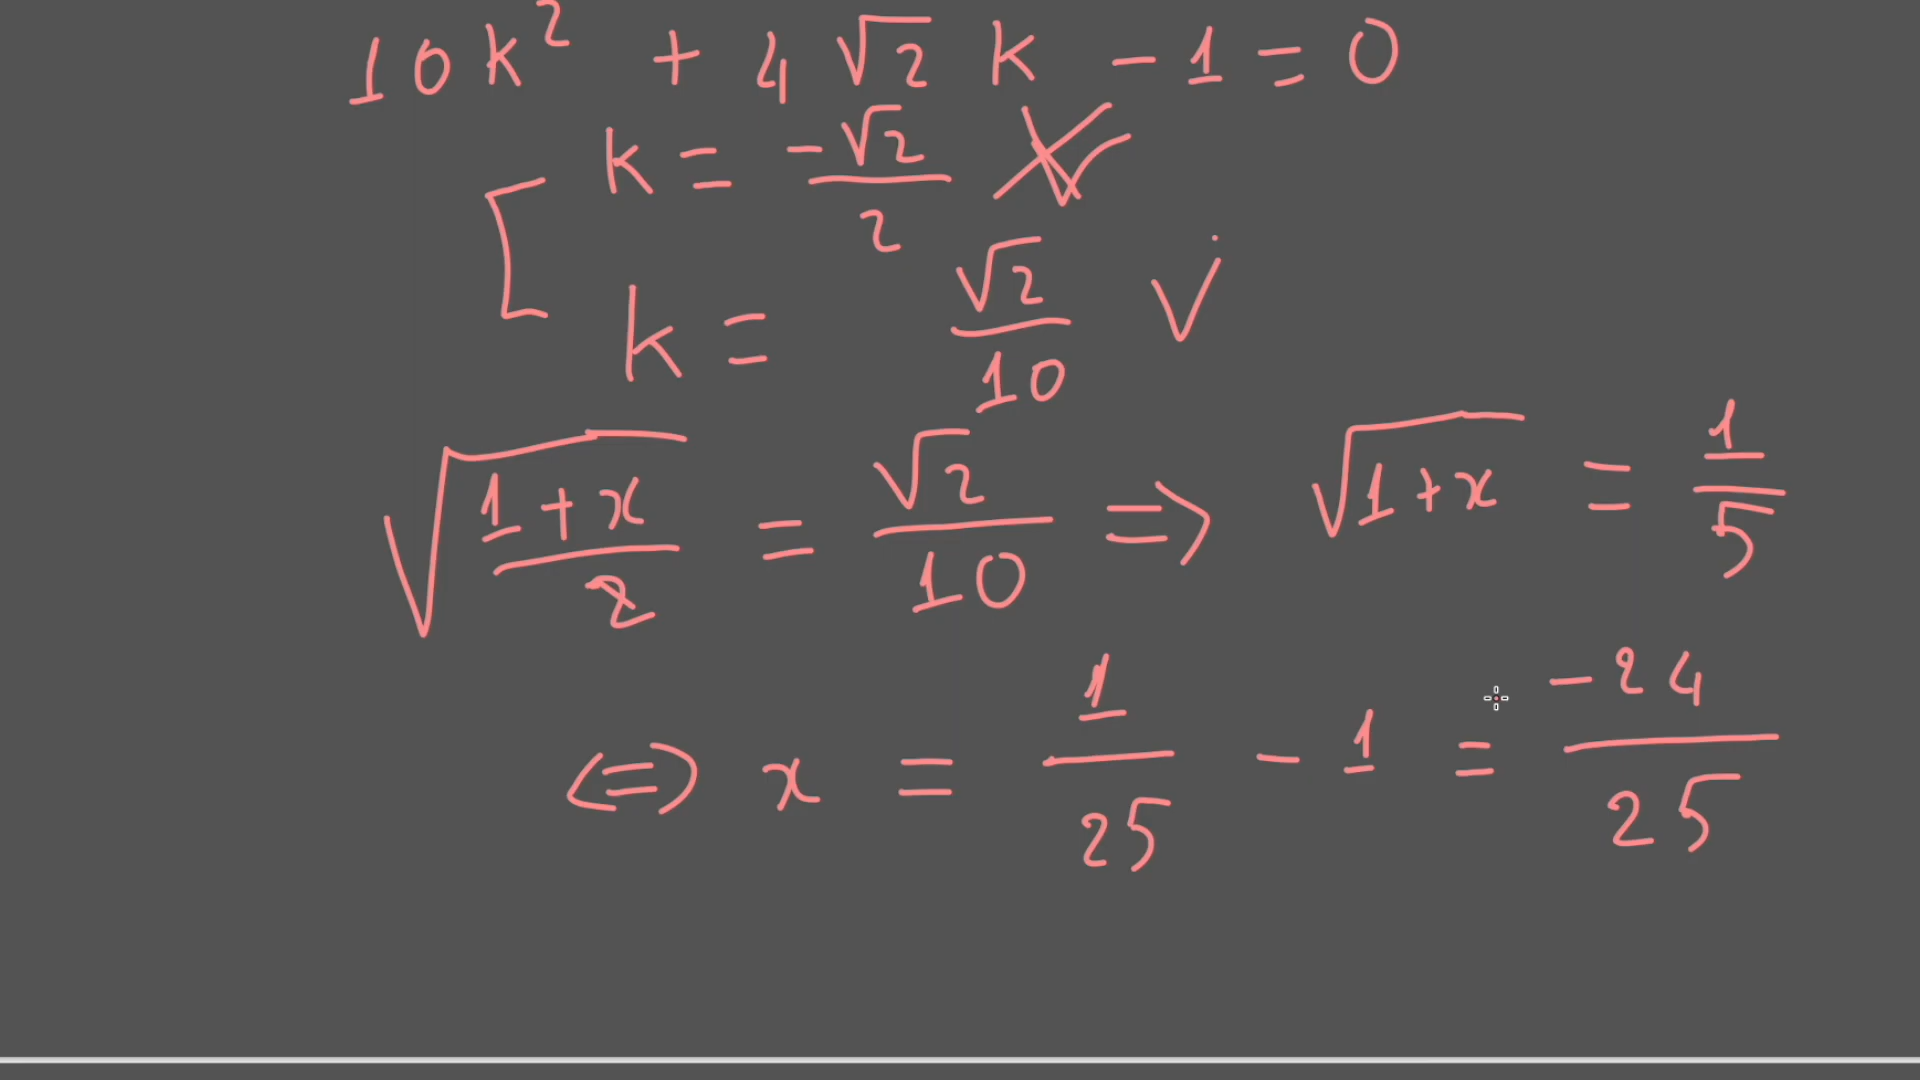 10k² + 4√2 k - 1 = 0
k = -√2/2
k = √2/10 √
√((1+x)/2) = √2/10 ⇒ √(1+x) = 1/5
⇔ x = 1/25 - 1 = -24/25